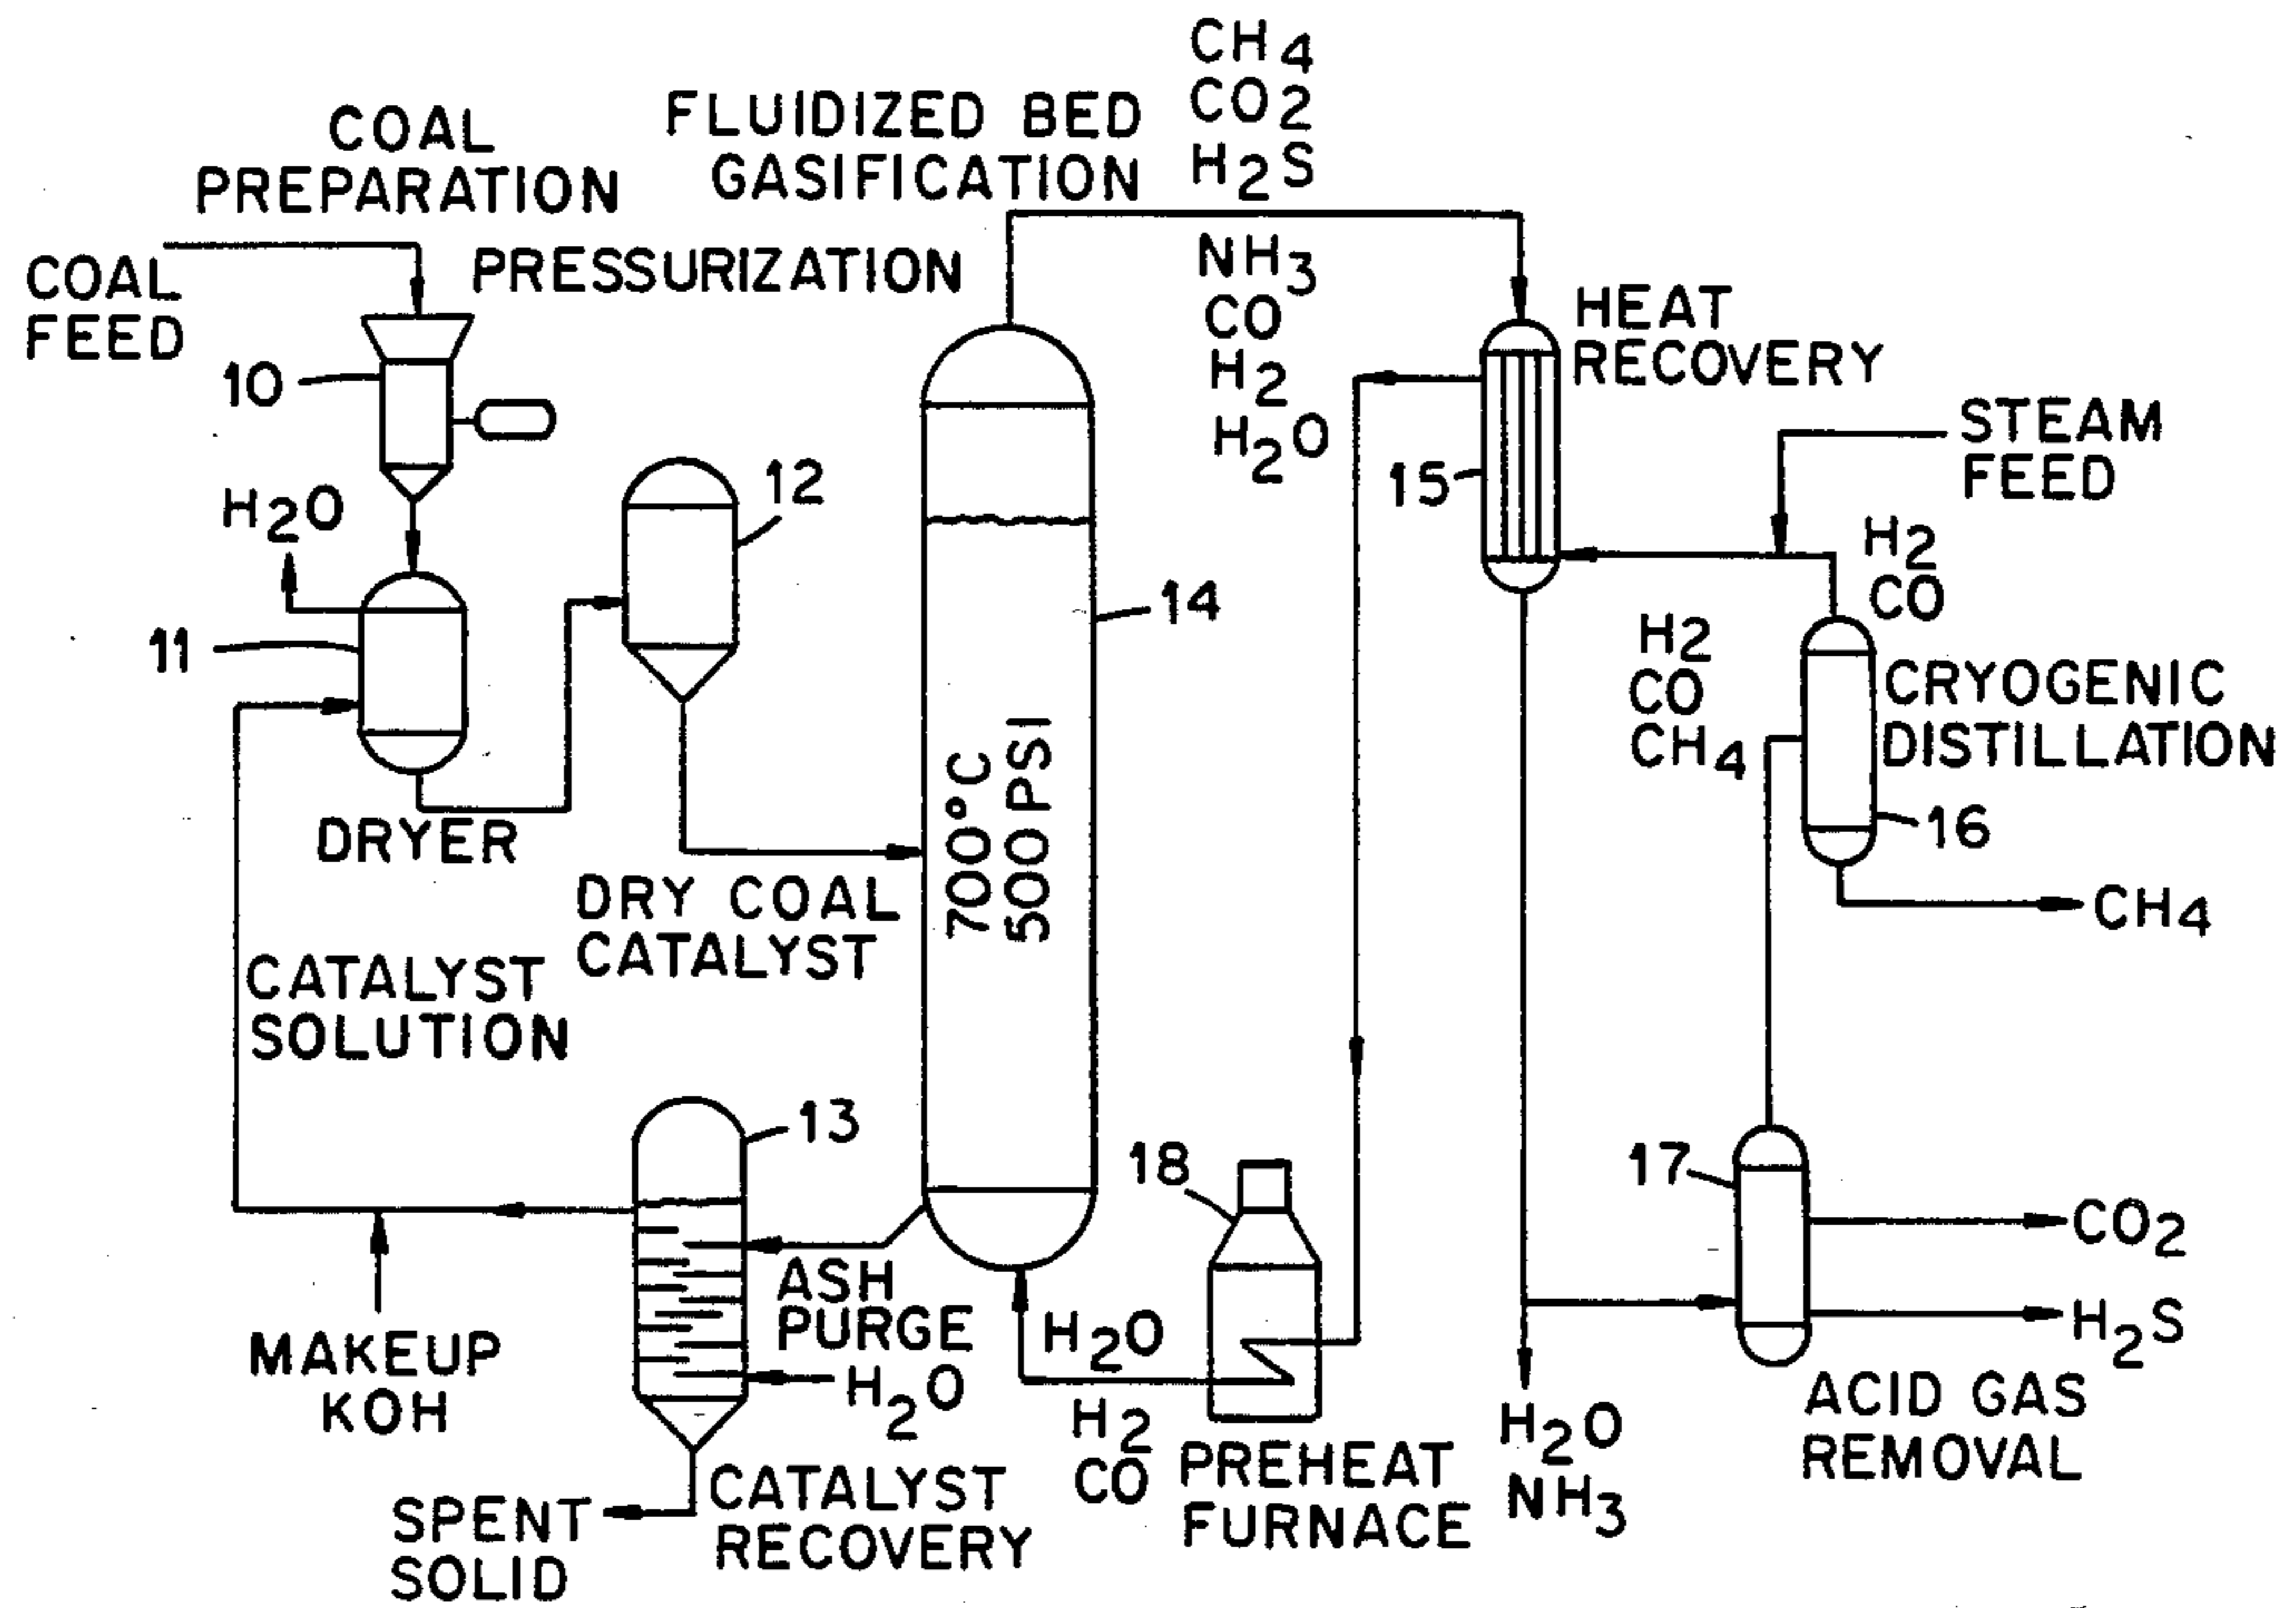 COAL
PREPARATION
COAL
FEED
10
PRESSURIZATION
FLUIDIZED BED
GASIFICATION
CH4
CO2
H2S
NH3
CO
H2
H2O
HEAT
RECOVERY
15
STEAM
FEED
H2O
11
DRYER
12
14
700°C
500 PSI
DRY COAL
CATALYST
H2
CO
H2
CO
CH4
CRYOGENIC
DISTILLATION
16
CH4
CATALYST
SOLUTION
13
MAKEUP
KOH
ASH
PURGE
H2O
CATALYST
RECOVERY
SPENT
SOLID
18
H2O
H2
CO
PREHEAT
FURNACE
H2O
NH3
17
CO2
H2S
ACID GAS
REMOVAL